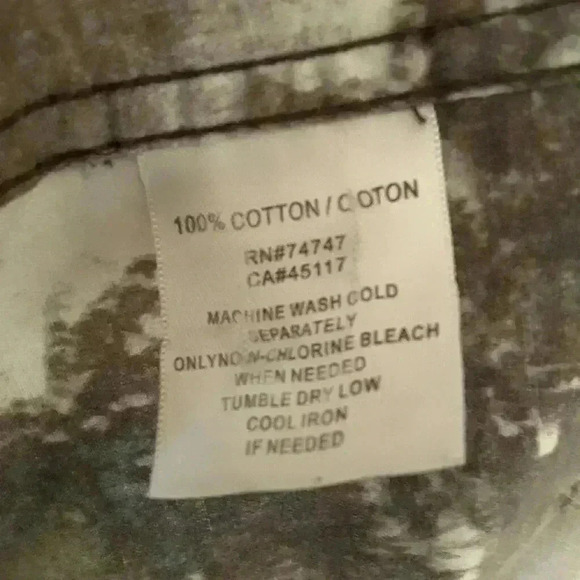 100% COTTON / COTON
RN#74747
CA#45117
MACHINE WASH COLD
SEPARATELY
ONLYNON-CHLORINE BLEACH
WHEN NEEDED
TUMBLE DRY LOW
COOL IRON
IF NEEDED